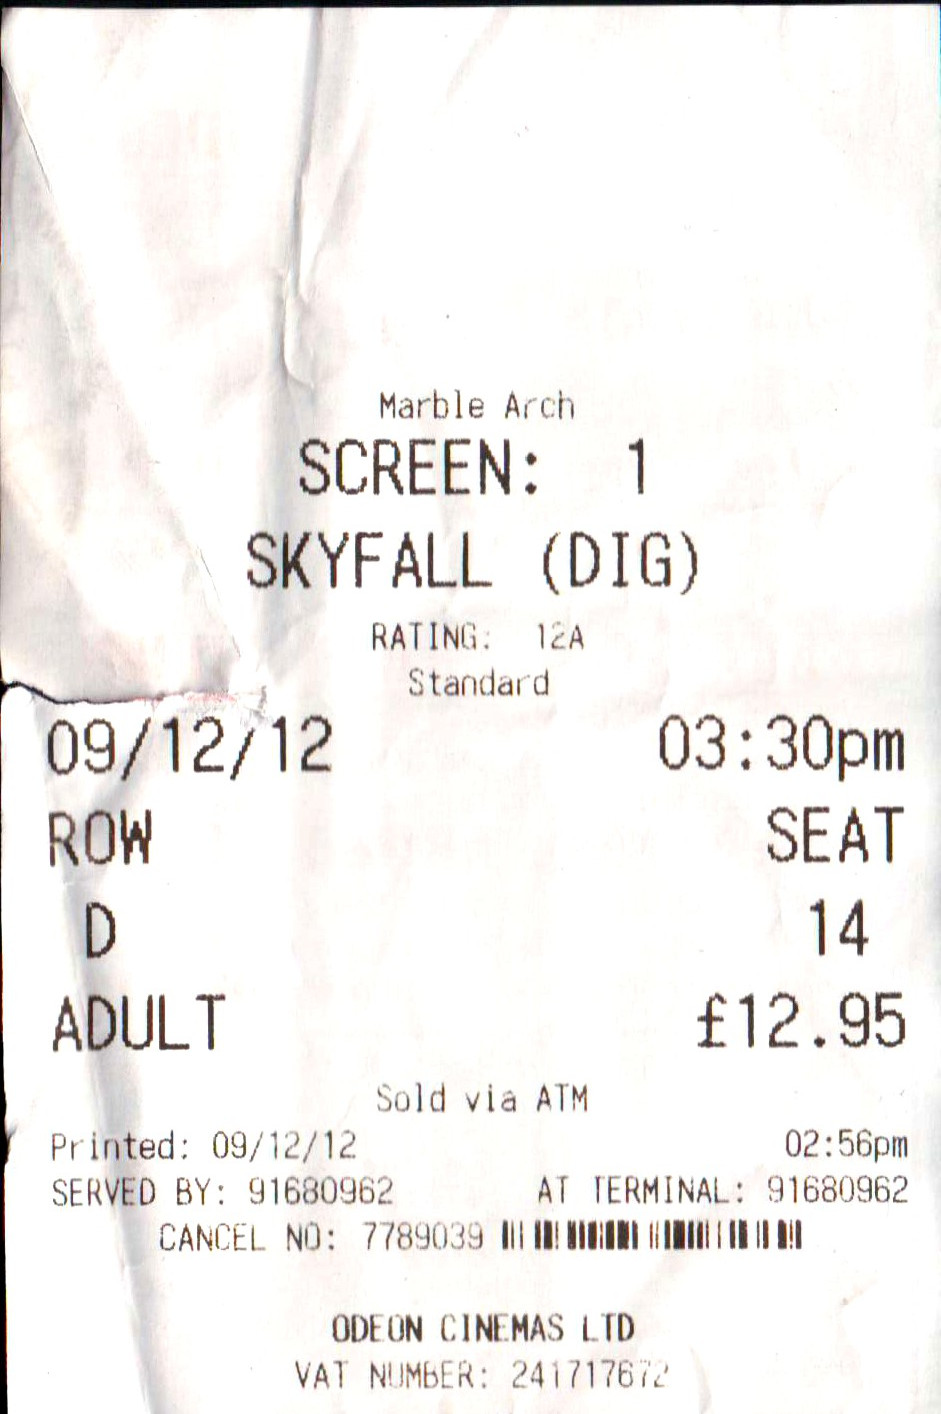 Marble Arch
SCREEN: 1
SKYFALL (DIG)
RATING: 12A
Standard
09/12/12 03:30pm
ROW SEAT
D 14
ADULT £12.95
Sold via ATM
Printed: 09/12/12 02:56pm
SERVED BY: 91680962 AT TERMINAL: 91680962
CANCEL NO: 7789039
ODEON CINEMAS LTD
VAT NUMBER: 241717672